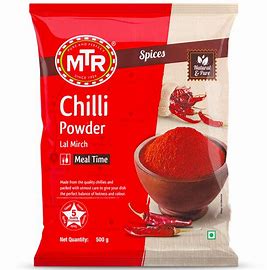 MTR
Spices
Natural
& Pure
Chilli
Powder
Lal Mirch
Meal Time
Made from the quality chillies and
packed with utmost care to give your dish
the perfect balance of hotness and colour.
5
Net Quantity: 500 g